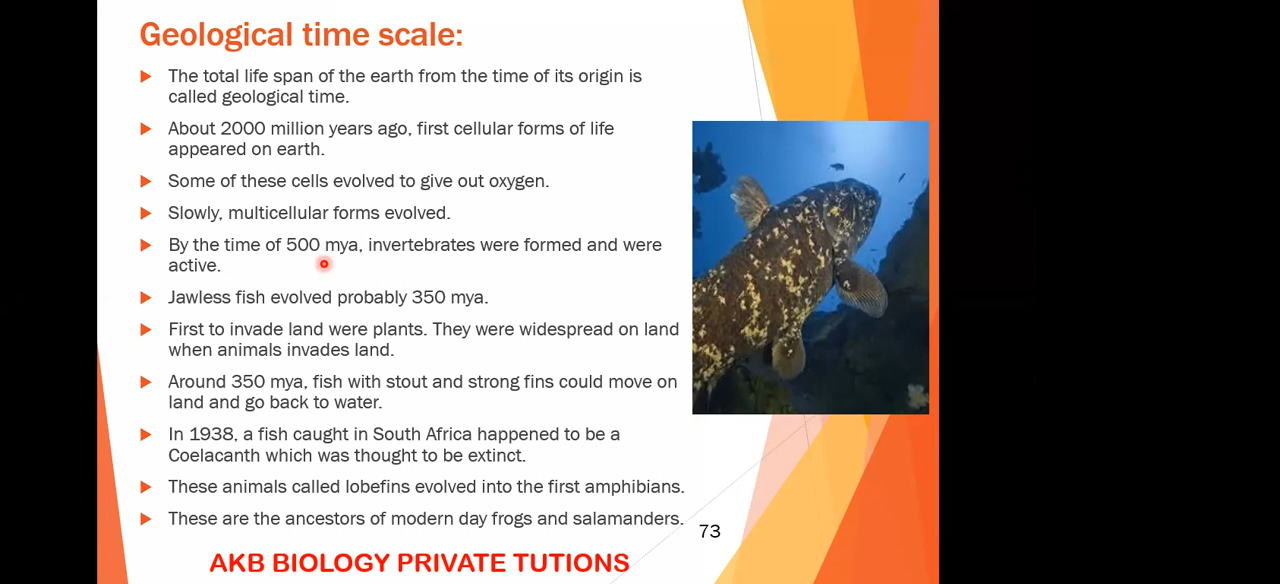 Geological time scale:
The total life span of the earth from the time of its origin is
called geological time.
About 2000 million years ago, first cellular forms of life
appeared on earth.
Some of these cells evolved to give out oxygen.
Slowly, multicellular forms evolved.
By the time of 500 mya, invertebrates were formed and were
active.
Jawless fish evolved probably 350 mya.
First to invade land were plants. They were widespread on land
when animals invades land.
Around 350 mya, fish with stout and strong fins could move on
land and go back to water.
In 1938, a fish caught in South Africa happened to be a
Coelacanth which was thought to be extinct.
These animals called lobefins evolved into the first amphibians.
These are the ancestors of modern day frogs and salamanders.
73
AKB BIOLOGY PRIVATE TUTIONS